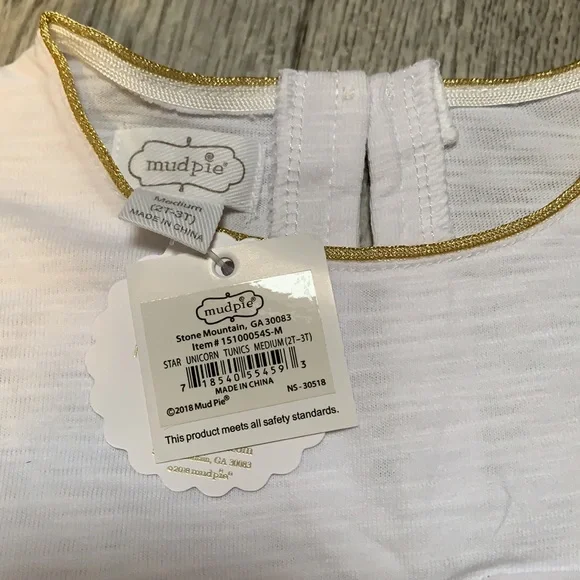 mudpie®
Medium
(2T-3T)
MADE IN CHINA
mudpie®
Stone Mountain, GA 30083
Item# 15100054S-M
STAR UNICORN TUNICS MEDIUM(2T-3T)
7 18540 55459 3
MADE IN CHINA
©2018 Mud Pie® NS-30518
This product meets all safety standards.
GA 30083
©2018 mudpie®